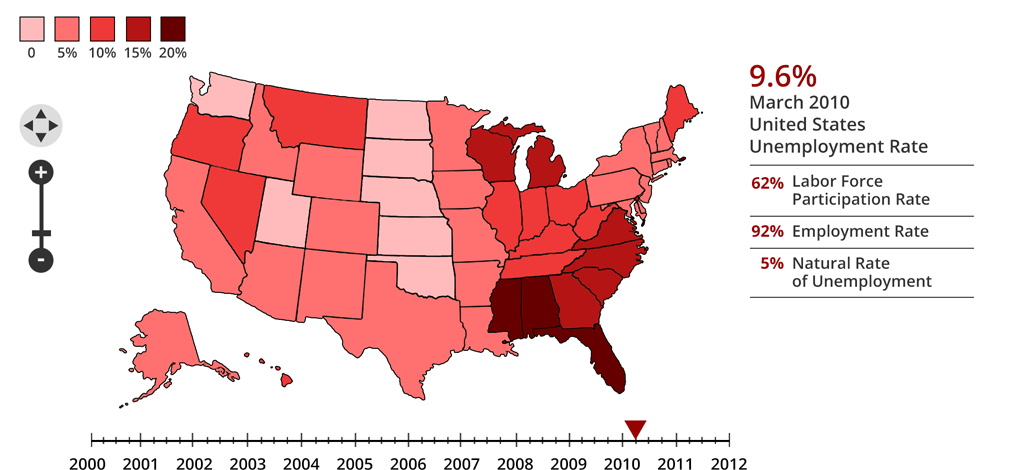 0 5% 10% 15% 20%
9.6%
March 2010
United States
Unemployment Rate
62% Labor Force
Participation Rate
92% Employment Rate
5% Natural Rate
of Unemployment
+
-
2000 2001 2002 2003 2004 2005 2006 2007 2008 2009 2010 2011 2012